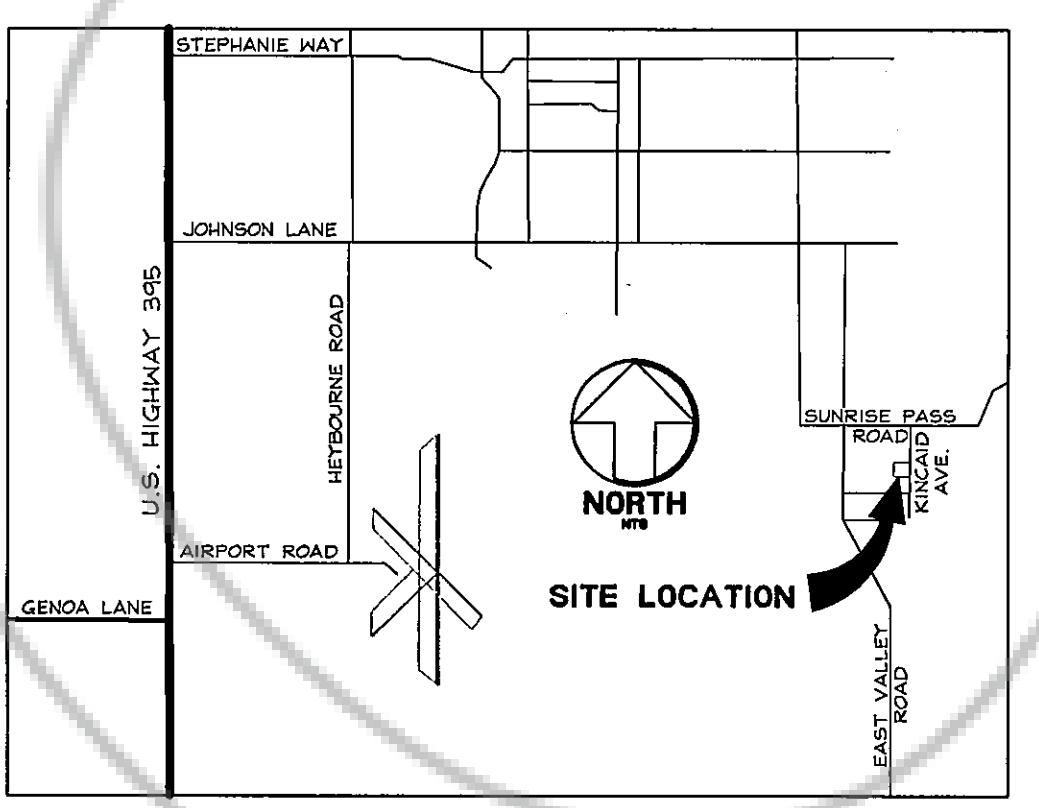 STEPHANIE WAY
JOHNSON LANE
U.S. HIGHWAY 395
HEYBOURNE ROAD
SUNRISE PASS
ROAD
KINCAID
AVE.
NORTH
NTS
AIRPORT ROAD
SITE LOCATION
GENOA LANE
EAST VALLEY
ROAD